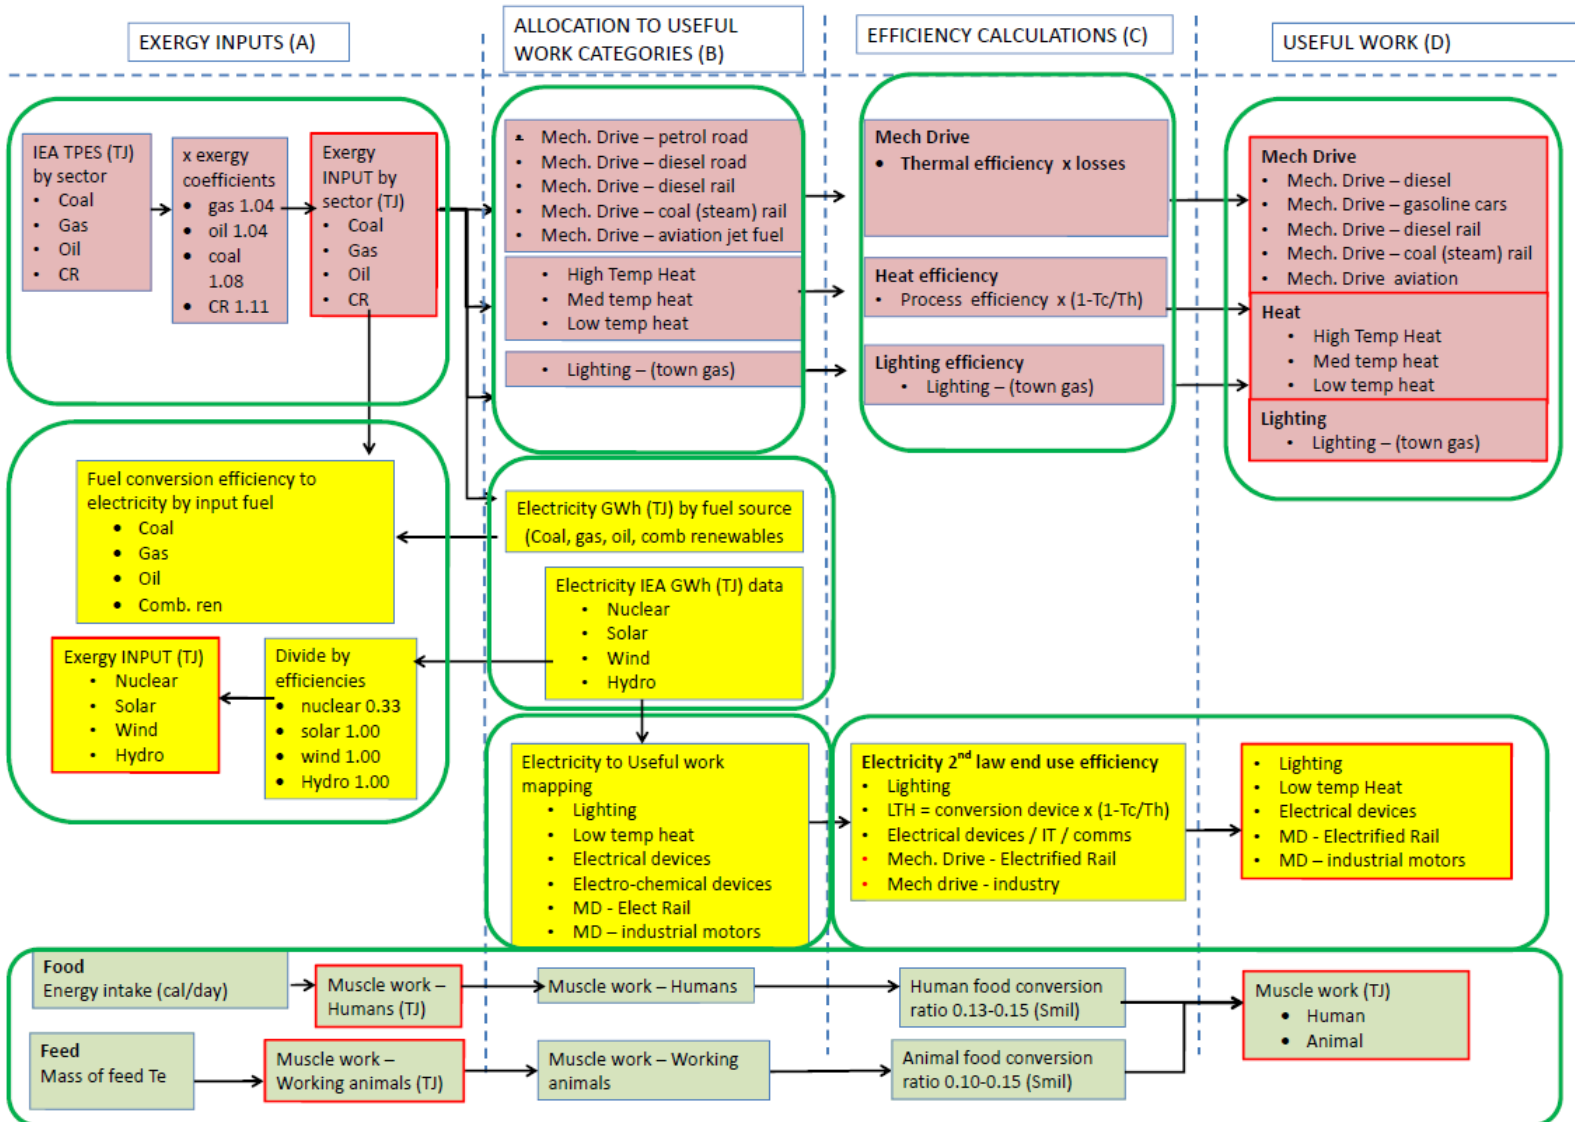 EXERGY INPUTS (A)
ALLOCATION TO USEFUL
WORK CATEGORIES (B)
EFFICIENCY CALCULATIONS (C)
USEFUL WORK (D)
IEA TPES (TJ)
by sector
• Coal
• Gas
• Oil
• CR
x exergy
coefficients
• gas 1.04
• oil 1.04
• coal
1.08
• CR 1.11
Exergy
INPUT by
sector (TJ)
• Coal
• Gas
• Oil
• CR
• Mech. Drive – petrol road
• Mech. Drive – diesel road
• Mech. Drive – diesel rail
• Mech. Drive – coal (steam) rail
• Mech. Drive – aviation jet fuel
• High Temp Heat
• Med temp heat
• Low temp heat
• Lighting – (town gas)
Mech Drive
• Thermal efficiency x losses
Heat efficiency
• Process efficiency x (1-Tc/Th)
Lighting efficiency
• Lighting – (town gas)
Mech Drive
• Mech. Drive – diesel
• Mech. Drive – gasoline cars
• Mech. Drive – diesel rail
• Mech. Drive – coal (steam) rail
• Mech. Drive aviation
Heat
• High Temp Heat
• Med temp heat
• Low temp heat
Lighting
• Lighting – (town gas)
Fuel conversion efficiency to
electricity by input fuel
• Coal
• Gas
• Oil
• Comb. ren
Electricity GWh (TJ) by fuel source
(Coal, gas, oil, comb renewables
Electricity IEA GWh (TJ) data
• Nuclear
• Solar
• Wind
• Hydro
Exergy INPUT (TJ)
• Nuclear
• Solar
• Wind
• Hydro
Divide by
efficiencies
• nuclear 0.33
• solar 1.00
• wind 1.00
• Hydro 1.00
Electricity to Useful work
mapping
• Lighting
• Low temp heat
• Electrical devices
• Electro-chemical devices
• MD - Elect Rail
• MD – industrial motors
Electricity 2nd law end use efficiency
• Lighting
• LTH = conversion device x (1-Tc/Th)
• Electrical devices / IT / comms
• Mech. Drive - Electrified Rail
• Mech drive - industry
• Lighting
• Low temp Heat
• Electrical devices
• MD - Electrified Rail
• MD – industrial motors
Food
Energy intake (cal/day)
Muscle work –
Humans (TJ)
Muscle work – Humans
Human food conversion
ratio 0.13-0.15 (Smil)
Muscle work (TJ)
• Human
• Animal
Feed
Mass of feed Te
Muscle work –
Working animals (TJ)
Muscle work – Working
animals
Animal food conversion
ratio 0.10-0.15 (Smil)